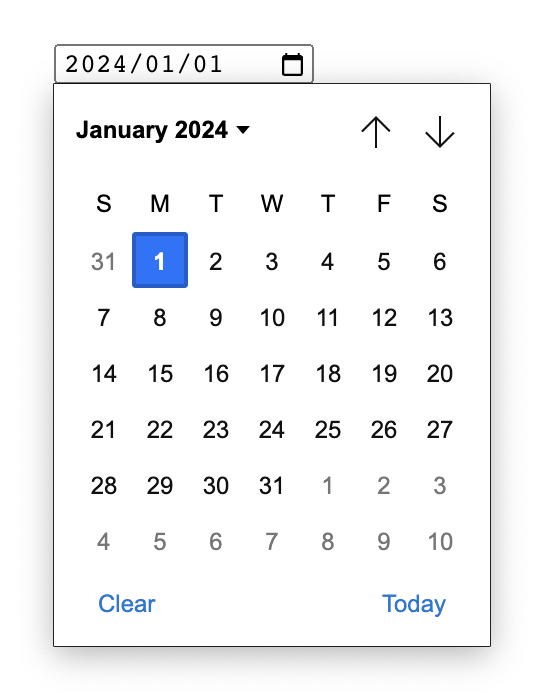 2024/01/01
January 2024
S M T W T F S
31 1 2 3 4 5 6
7 8 9 10 11 12 13
14 15 16 17 18 19 20
21 22 23 24 25 26 27
28 29 30 31 1 2 3
4 5 6 7 8 9 10
Clear Today